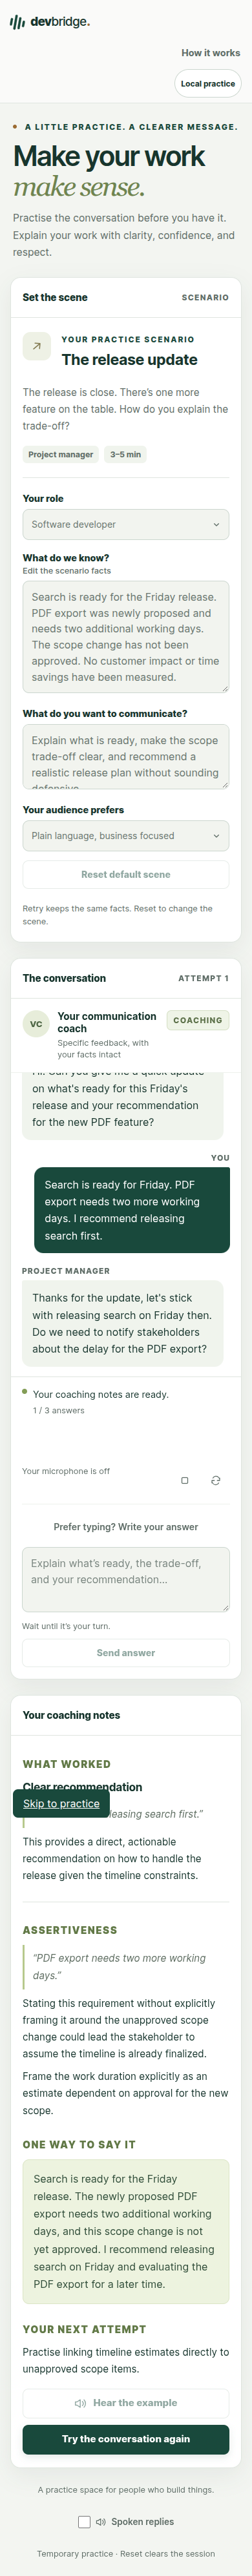 devbridge.
How it works
Local practice
A LITTLE PRACTICE. A CLEARER MESSAGE.
Make your work
make sense.
Practise the conversation before you have it.
Explain your work with clarity, confidence, and
respect.
Set the scene
SCENARIO
YOUR PRACTICE SCENARIO
The release update
The release is close. There's one more
feature on the table. How do you explain the
trade-off?
Project manager
3–5 min
Your role
Software developer
What do we know?
Edit the scenario facts
Search is ready for the Friday release.
PDF export was newly proposed and
needs two additional working days.
The scope change has not been
approved. No customer impact or time
savings have been measured.
What do you want to communicate?
Explain what is ready, make the scope
trade-off clear, and recommend a
realistic release plan without sounding
defensive.
Your audience prefers
Plain language, business focused
Reset default scene
Retry keeps the same facts. Reset to change the
scene.
The conversation
ATTEMPT 1
VC
Your communication
coach
Specific feedback, with
your facts intact
COACHING
Hi. Can you give me a quick update
on what's ready for this Friday's
release and your recommendation
for the new PDF feature?
YOU
Search is ready for Friday. PDF
export needs two more working
days. I recommend releasing
search first.
PROJECT MANAGER
Thanks for the update, let's stick
with releasing search on Friday then.
Do we need to notify stakeholders
about the delay for the PDF export?
Your coaching notes are ready.
1 / 3 answers
Your microphone is off
Prefer typing? Write your answer
Explain what's ready, the trade-off,
and your recommendation...
Wait until it's your turn.
Send answer
Your coaching notes
WHAT WORKED
Clear recommendation
Skip to practice
leasing search first.”
This provides a direct, actionable
recommendation on how to handle the
release given the timeline constraints.
ASSERTIVENESS
“PDF export needs two more working
days.”
Stating this requirement without explicitly
framing it around the unapproved scope
change could lead the stakeholder to
assume the timeline is already finalized.
Frame the work duration explicitly as an
estimate dependent on approval for the new
scope.
ONE WAY TO SAY IT
Search is ready for the Friday
release. The newly proposed PDF
export needs two additional working
days, and this scope change is not
yet approved. I recommend releasing
search on Friday and evaluating the
PDF export for a later time.
YOUR NEXT ATTEMPT
Practise linking timeline estimates directly to
unapproved scope items.
Hear the example
Try the conversation again
A practice space for people who build things.
Spoken replies
Temporary practice · Reset clears the session